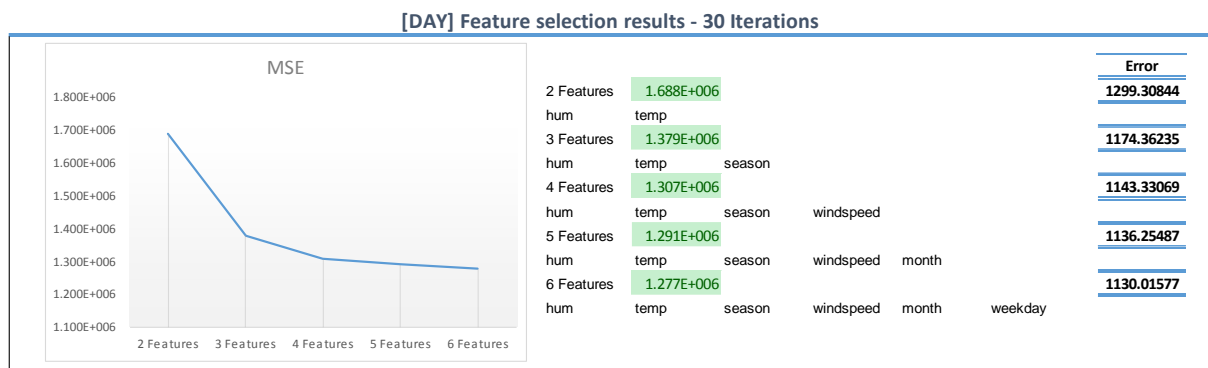 [DAY] Feature selection results - 30 Iterations
MSE
1.800E+006
1.700E+006
1.600E+006
1.500E+006
1.400E+006
1.300E+006
1.200E+006
1.100E+006
2 Features 3 Features 4 Features 5 Features 6 Features
Error
2 Features 1.688E+006 1299.30844
hum temp
3 Features 1.379E+006 1174.36235
hum temp season
4 Features 1.307E+006 1143.33069
hum temp season windspeed
5 Features 1.291E+006 1136.25487
hum temp season windspeed month
6 Features 1.277E+006 1130.01577
hum temp season windspeed month weekday